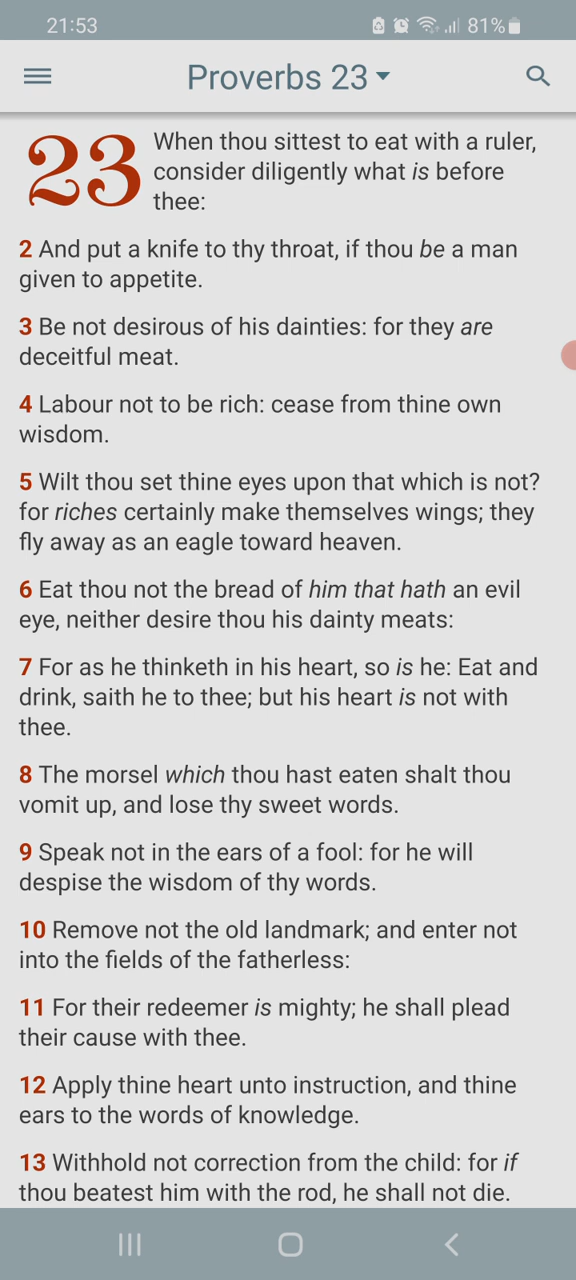 21:53
81%
Proverbs 23
23 When thou sittest to eat with a ruler,
consider diligently what is before
thee:
2 And put a knife to thy throat, if thou be a man
given to appetite.
3 Be not desirous of his dainties: for they are
deceitful meat.
4 Labour not to be rich: cease from thine own
wisdom.
5 Wilt thou set thine eyes upon that which is not?
for riches certainly make themselves wings; they
fly away as an eagle toward heaven.
6 Eat thou not the bread of him that hath an evil
eye, neither desire thou his dainty meats:
7 For as he thinketh in his heart, so is he: Eat and
drink, saith he to thee; but his heart is not with
thee.
8 The morsel which thou hast eaten shalt thou
vomit up, and lose thy sweet words.
9 Speak not in the ears of a fool: for he will
despise the wisdom of thy words.
10 Remove not the old landmark; and enter not
into the fields of the fatherless:
11 For their redeemer is mighty; he shall plead
their cause with thee.
12 Apply thine heart unto instruction, and thine
ears to the words of knowledge.
13 Withhold not correction from the child: for if
thou beatest him with the rod, he shall not die.